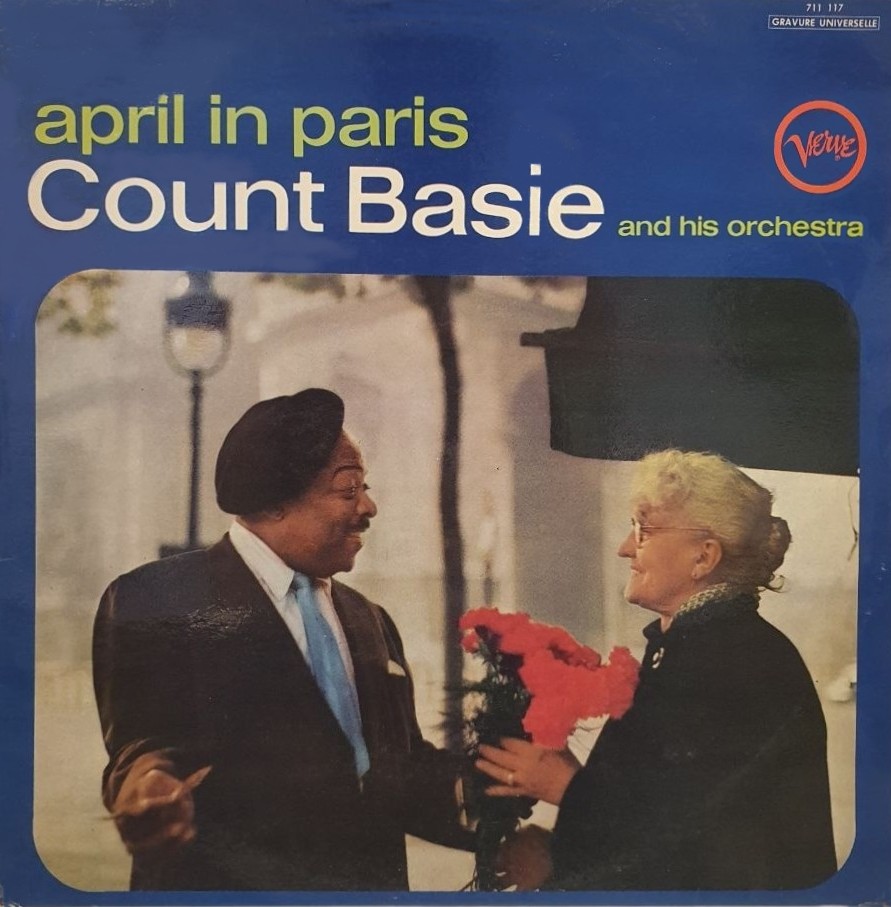 711 117
GRAVURE UNIVERSELLE
april in paris
Verve
Count Basie and his orchestra